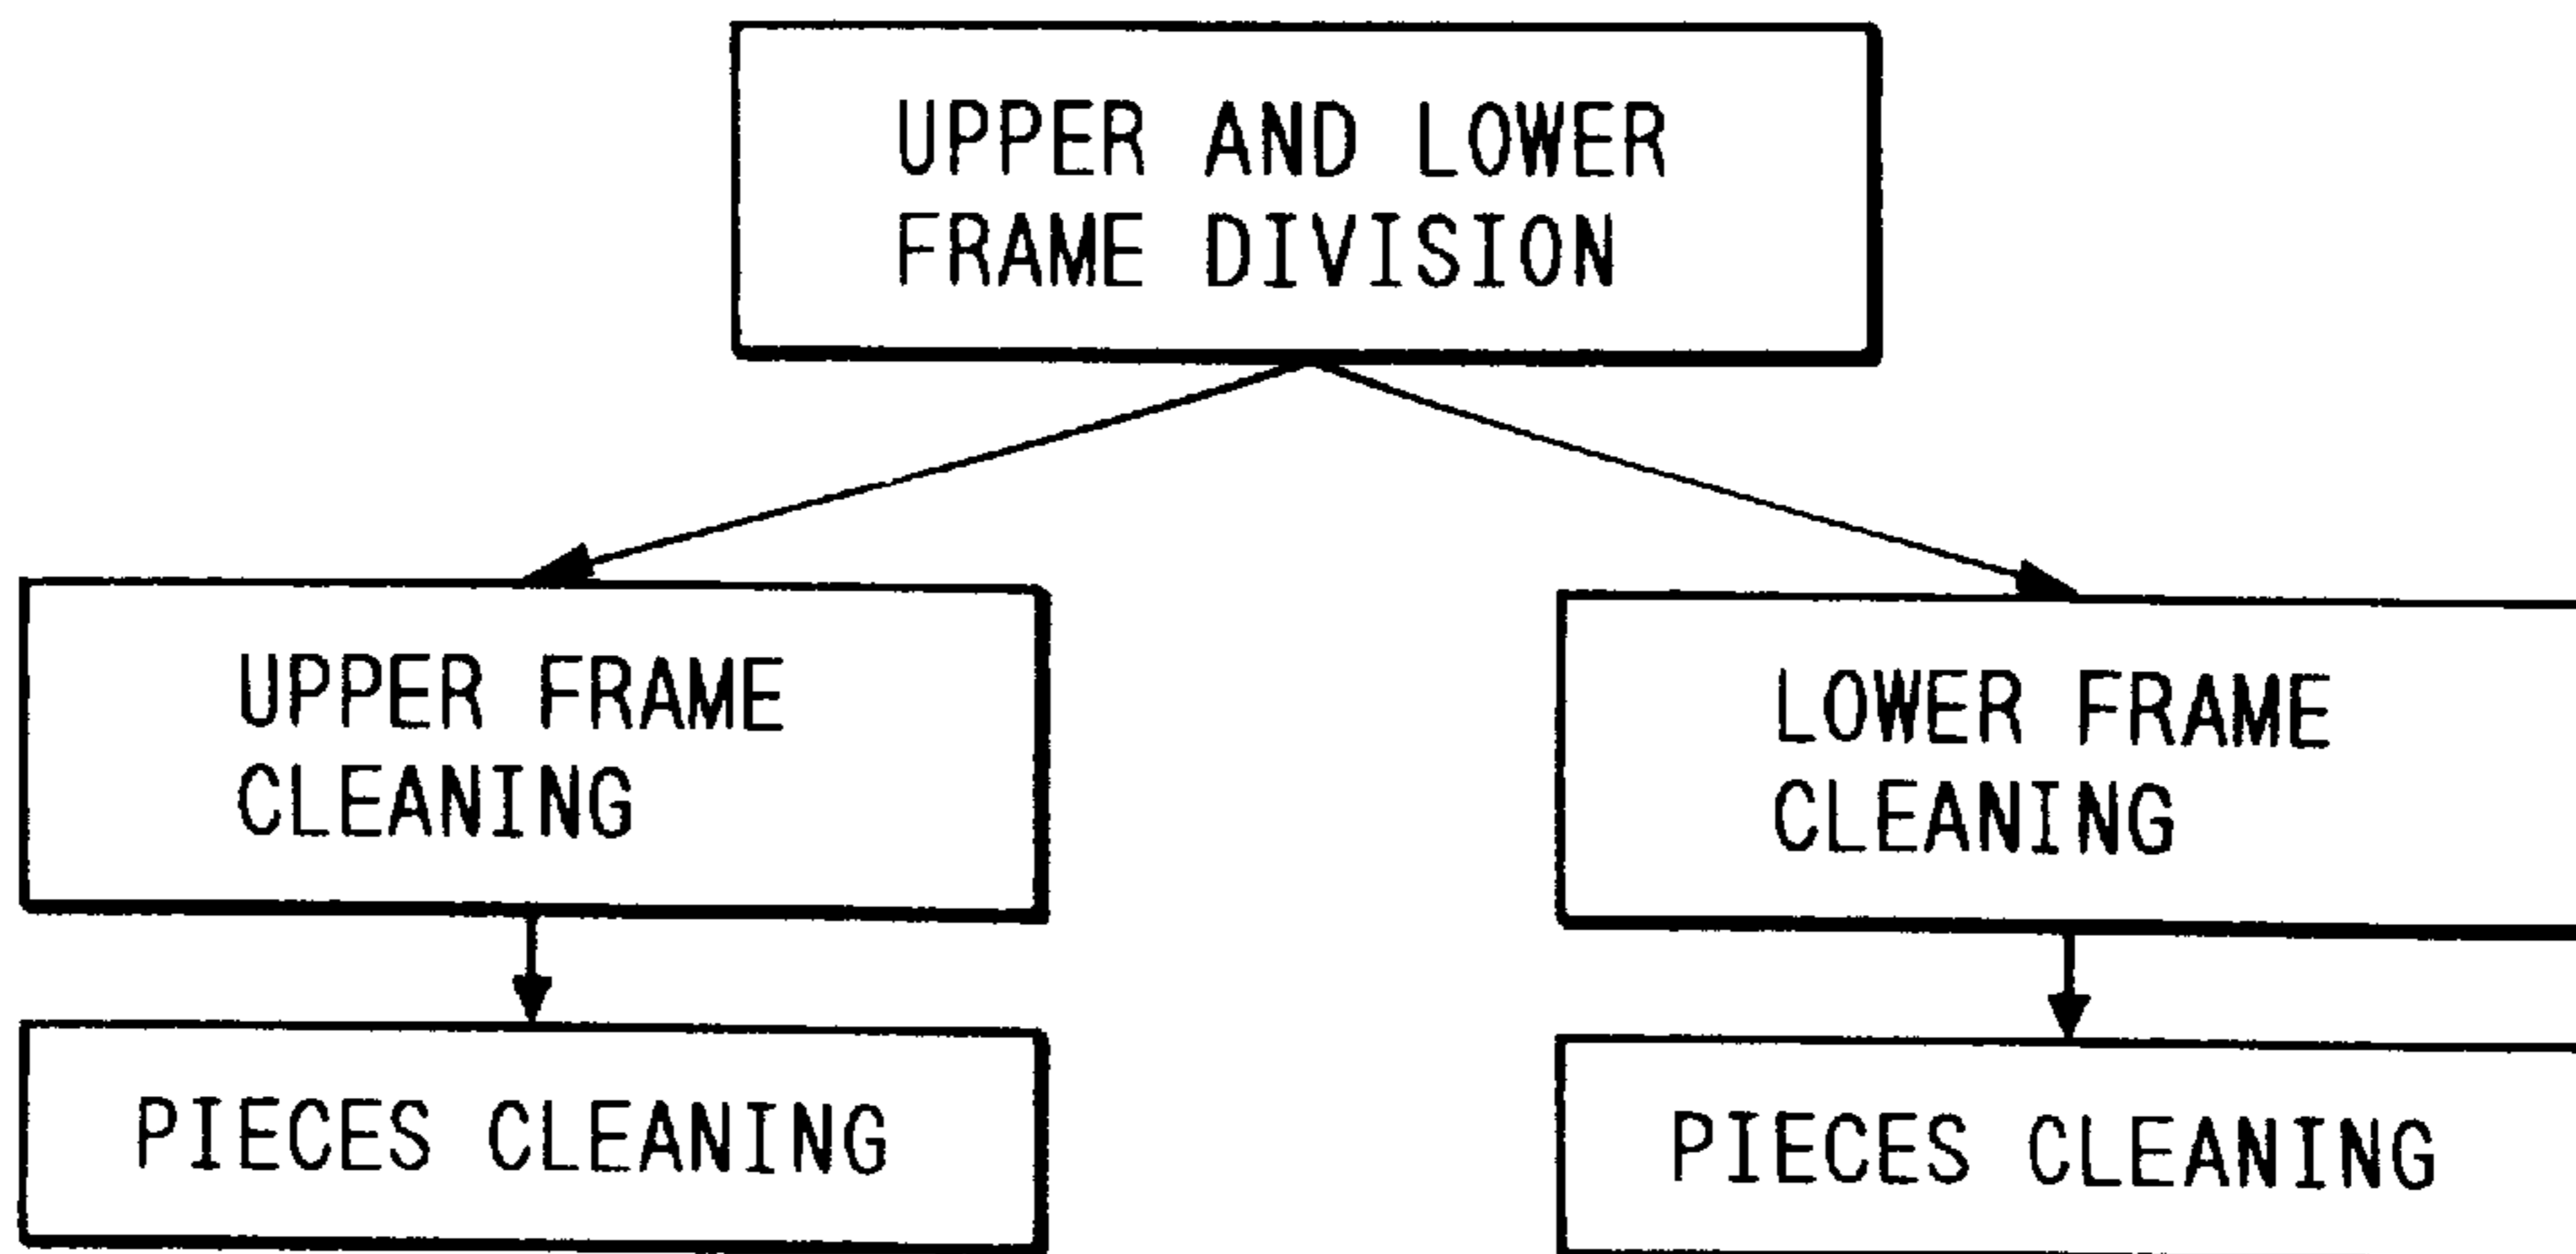 UPPER AND LOWER
FRAME DIVISION
UPPER FRAME
CLEANING
LOWER FRAME
CLEANING
PIECES CLEANING
PIECES CLEANING